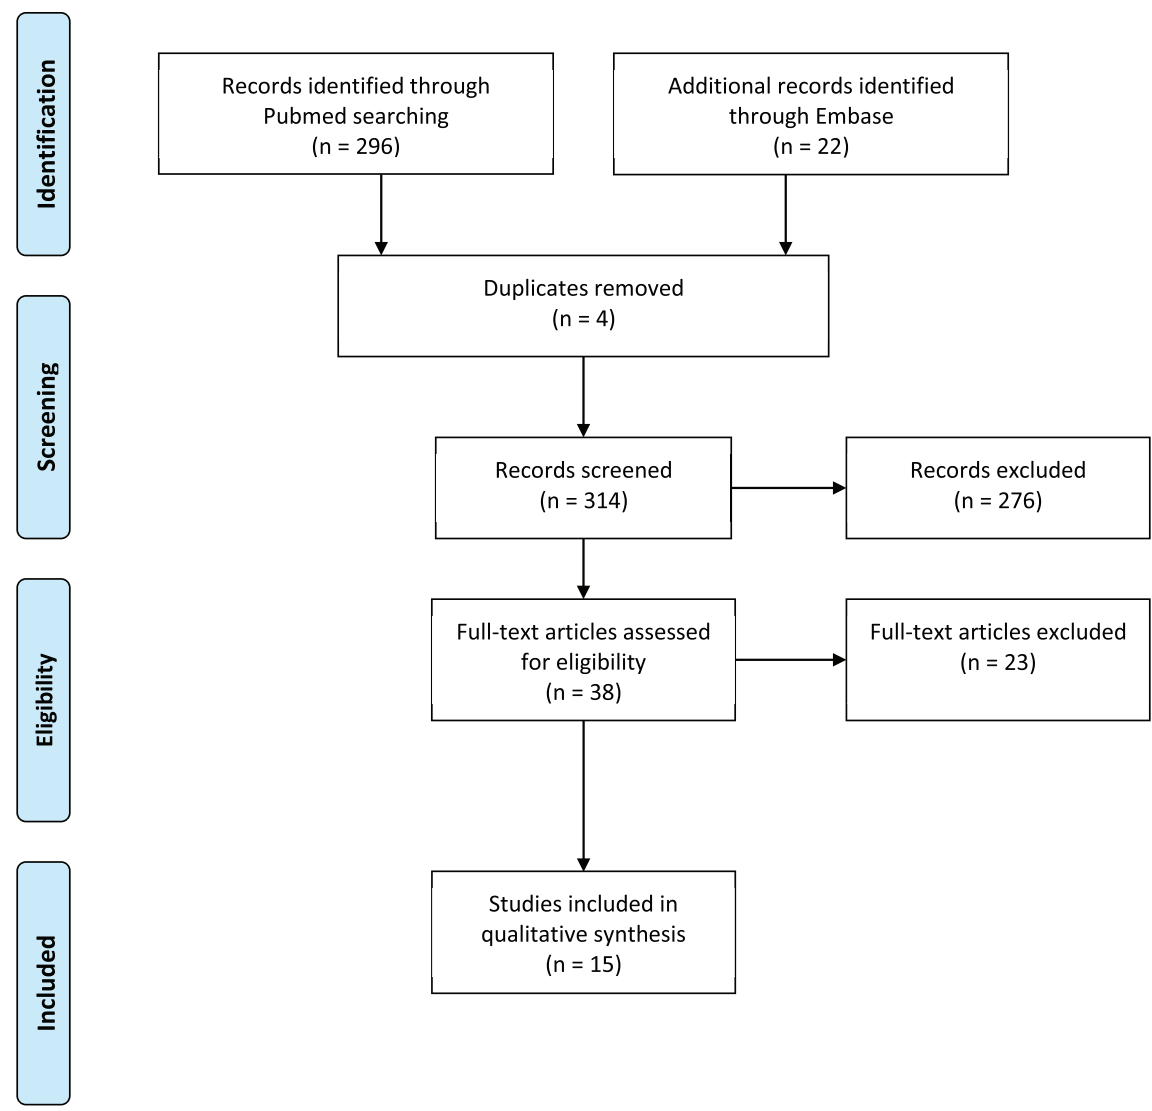 Identification
Records identified through
Pubmed searching
(n = 296)
Additional records identified
through Embase
(n = 22)
Duplicates removed
(n = 4)
Screening
Records screened
(n = 314)
Records excluded
(n = 276)
Eligibility
Full-text articles assessed
for eligibility
(n = 38)
Full-text articles excluded
(n = 23)
Included
Studies included in
qualitative synthesis
(n = 15)